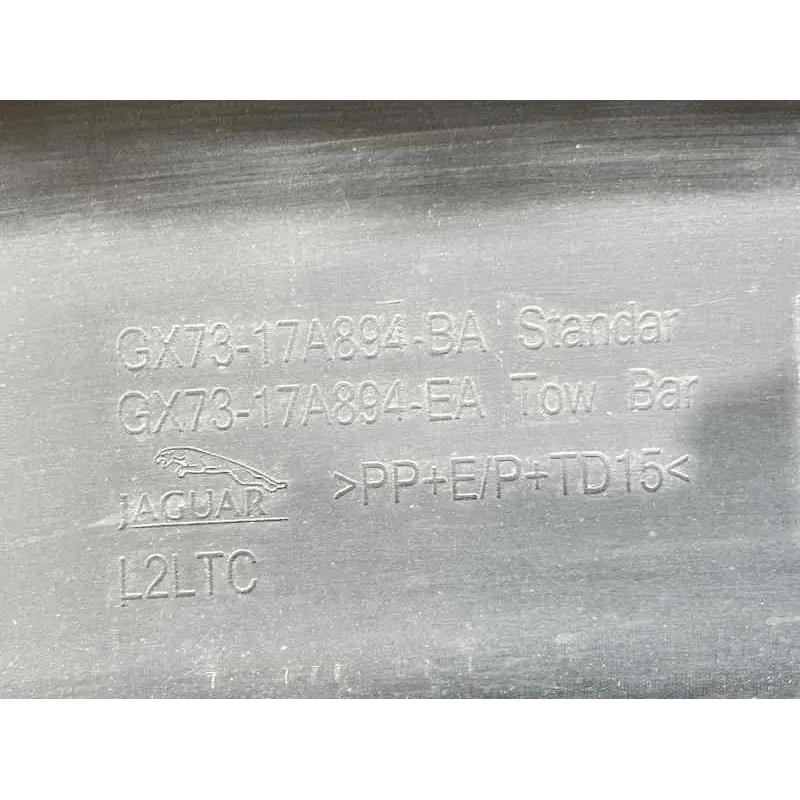 GX73-17A894-BA Standar
GX73-17A894-EA Tow Bar
JAGUAR >PP+E/P+TD15<
L2LTC